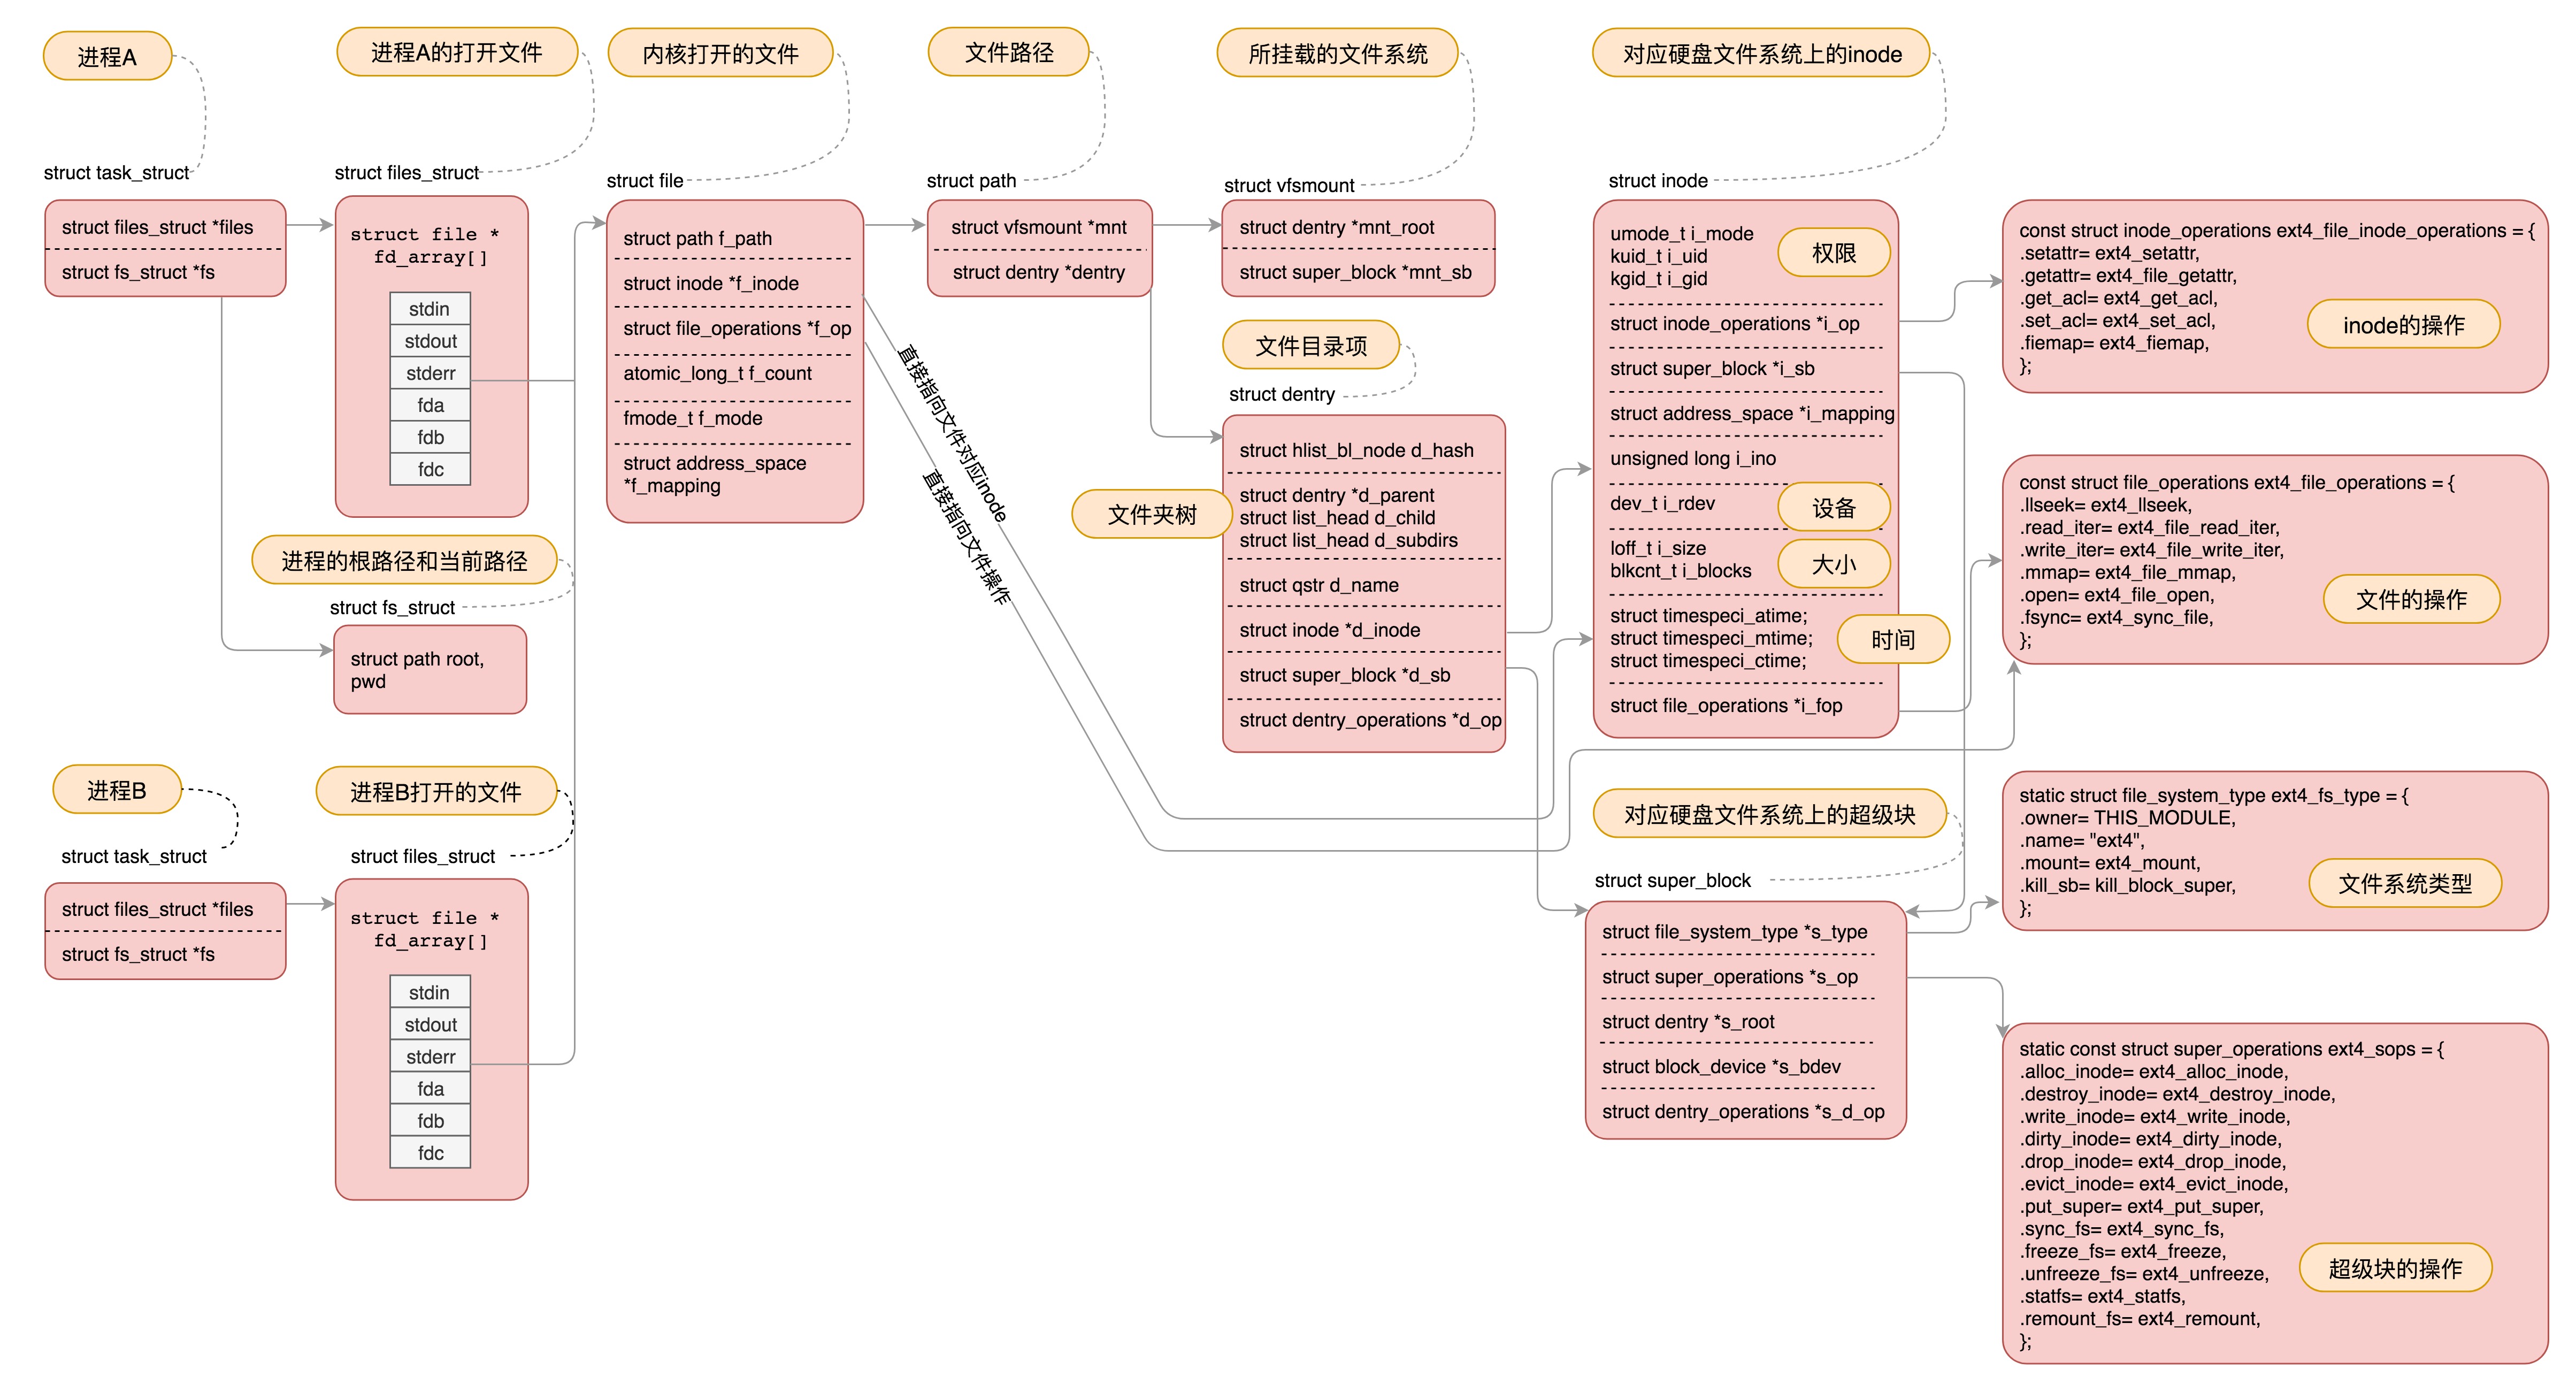 进程A
进程A的打开文件
内核打开的文件
文件路径
所挂载的文件系统
对应硬盘文件系统上的inode
struct task_struct
struct files_struct *files
struct fs_struct *fs
struct files_struct
struct file *
fd_array[]
stdin
stdout
stderr
fda
fdb
fdc
进程的根路径和当前路径
struct fs_struct
struct path root,
pwd
struct file
struct path f_path
struct inode *f_inode
struct file_operations *f_op
atomic_long_t f_count
fmode_t f_mode
struct address_space
*f_mapping
直接指向文件对应inode
直接指向文件操作
struct path
struct vfsmount *mnt
struct dentry *dentry
struct vfsmount
struct dentry *mnt_root
struct super_block *mnt_sb
文件目录项
struct dentry
struct hlist_bl_node d_hash
文件夹树
struct dentry *d_parent
struct list_head d_child
struct list_head d_subdirs
struct qstr d_name
struct inode *d_inode
struct super_block *d_sb
struct dentry_operations *d_op
struct inode
umode_t i_mode
kuid_t i_uid
kgid_t i_gid
权限
struct inode_operations *i_op
struct super_block *i_sb
struct address_space *i_mapping
unsigned long i_ino
dev_t i_rdev
设备
loff_t i_size
blkcnt_t i_blocks
大小
struct timespeci_atime;
struct timespeci_mtime;
struct timespeci_ctime;
时间
struct file_operations *i_fop
const struct inode_operations ext4_file_inode_operations = {
.setattr= ext4_setattr,
.getattr= ext4_file_getattr,
.get_acl= ext4_get_acl,
.set_acl= ext4_set_acl,
.fiemap= ext4_fiemap,
};
inode的操作
const struct file_operations ext4_file_operations = {
.llseek= ext4_llseek,
.read_iter= ext4_file_read_iter,
.write_iter= ext4_file_write_iter,
.mmap= ext4_file_mmap,
.open= ext4_file_open,
.fsync= ext4_sync_file,
};
文件的操作
进程B
进程B打开的文件
struct task_struct
struct files_struct *files
struct fs_struct *fs
struct files_struct
struct file *
fd_array[]
stdin
stdout
stderr
fda
fdb
fdc
对应硬盘文件系统上的超级块
struct super_block
struct file_system_type *s_type
struct super_operations *s_op
struct dentry *s_root
struct block_device *s_bdev
struct dentry_operations *s_d_op
static struct file_system_type ext4_fs_type = {
.owner= THIS_MODULE,
.name= "ext4",
.mount= ext4_mount,
.kill_sb= kill_block_super,
};
文件系统类型
static const struct super_operations ext4_sops = {
.alloc_inode= ext4_alloc_inode,
.destroy_inode= ext4_destroy_inode,
.write_inode= ext4_write_inode,
.dirty_inode= ext4_dirty_inode,
.drop_inode= ext4_drop_inode,
.evict_inode= ext4_evict_inode,
.put_super= ext4_put_super,
.sync_fs= ext4_sync_fs,
.freeze_fs= ext4_freeze,
.unfreeze_fs= ext4_unfreeze,
.statfs= ext4_statfs,
.remount_fs= ext4_remount,
};
超级块的操作